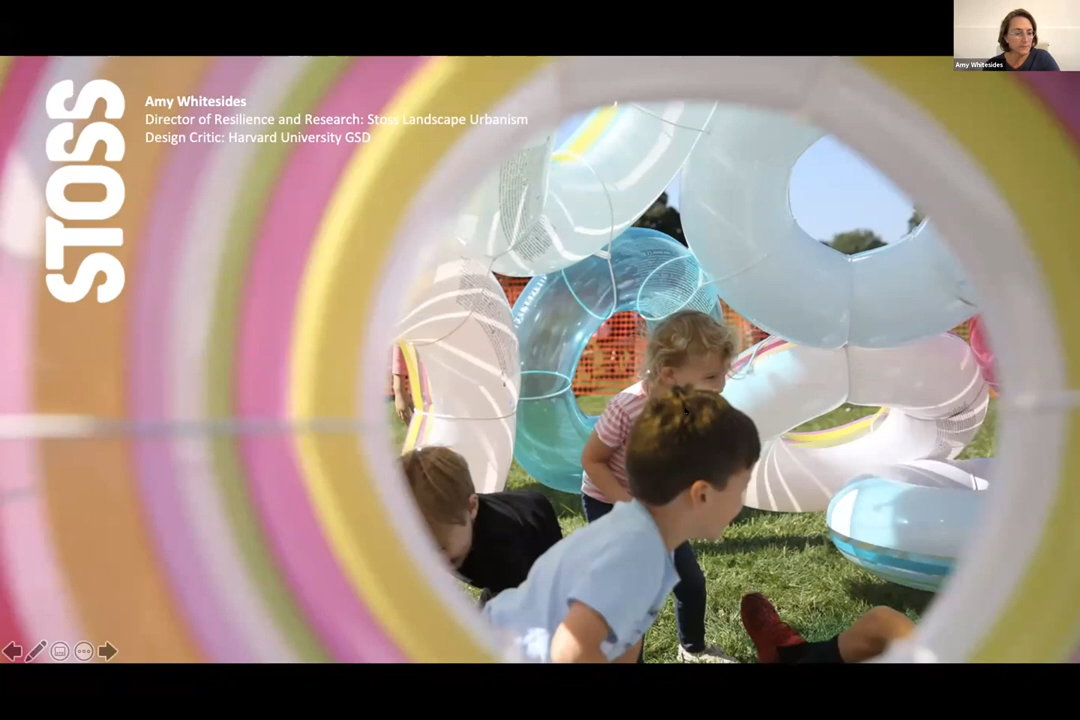 STOSS
Amy Whitesides
Director of Resilience and Research: Stoss Landscape Urbanism
Design Critic: Harvard University GSD
Amy Whitesides